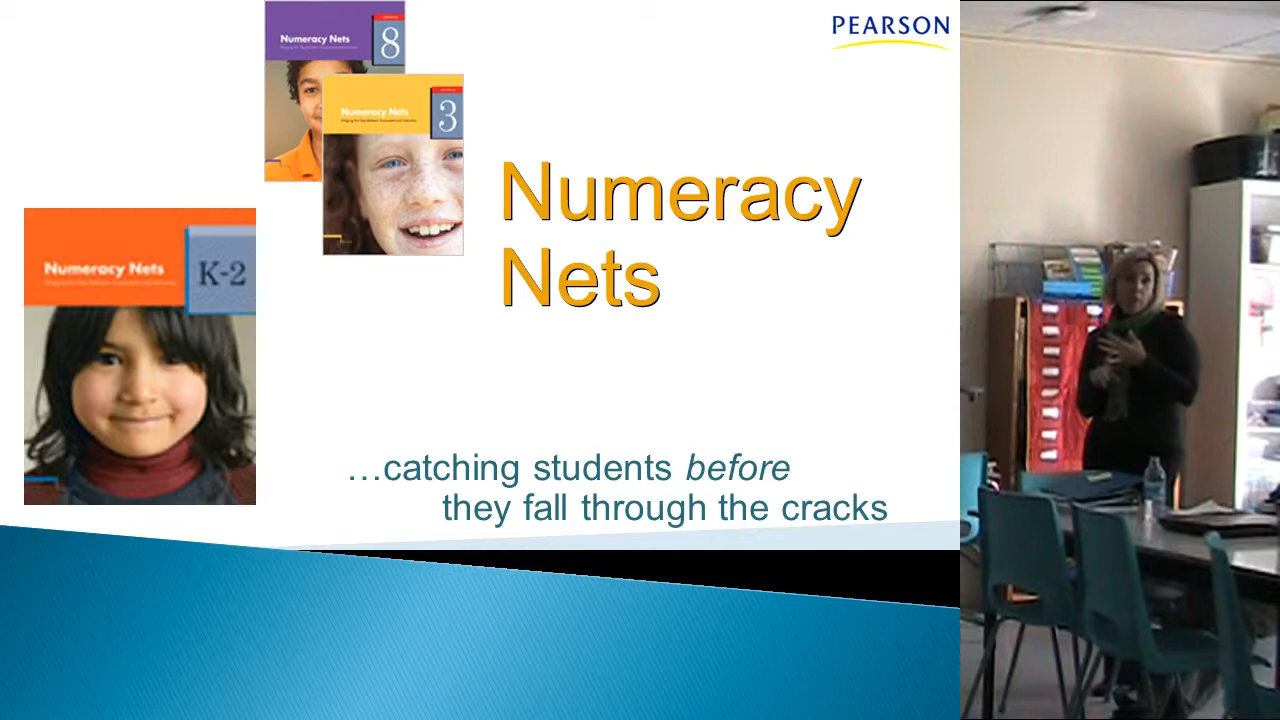 Numeracy Nets
8
PEARSON
Numeracy Nets
3
Numeracy
Nets
Numeracy Nets
K-2
…catching students before
they fall through the cracks